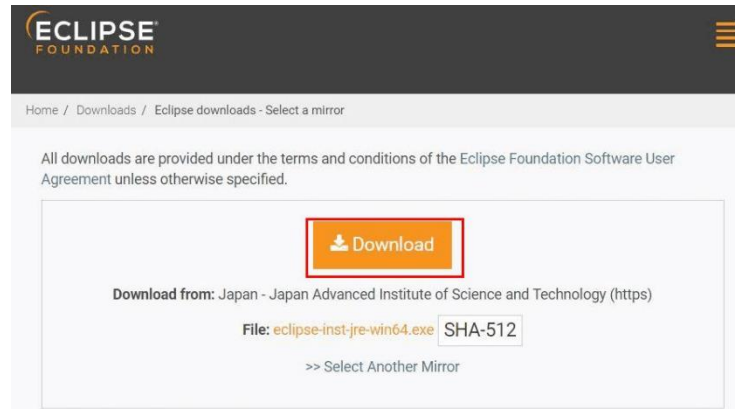 ECLIPSE
FOUNDATION
Home / Downloads / Eclipse downloads - Select a mirror
All downloads are provided under the terms and conditions of the Eclipse Foundation Software User
Agreement unless otherwise specified.
Download
Download from: Japan - Japan Advanced Institute of Science and Technology (https)
File: eclipse-inst-jre-win64.exe SHA-512
>> Select Another Mirror